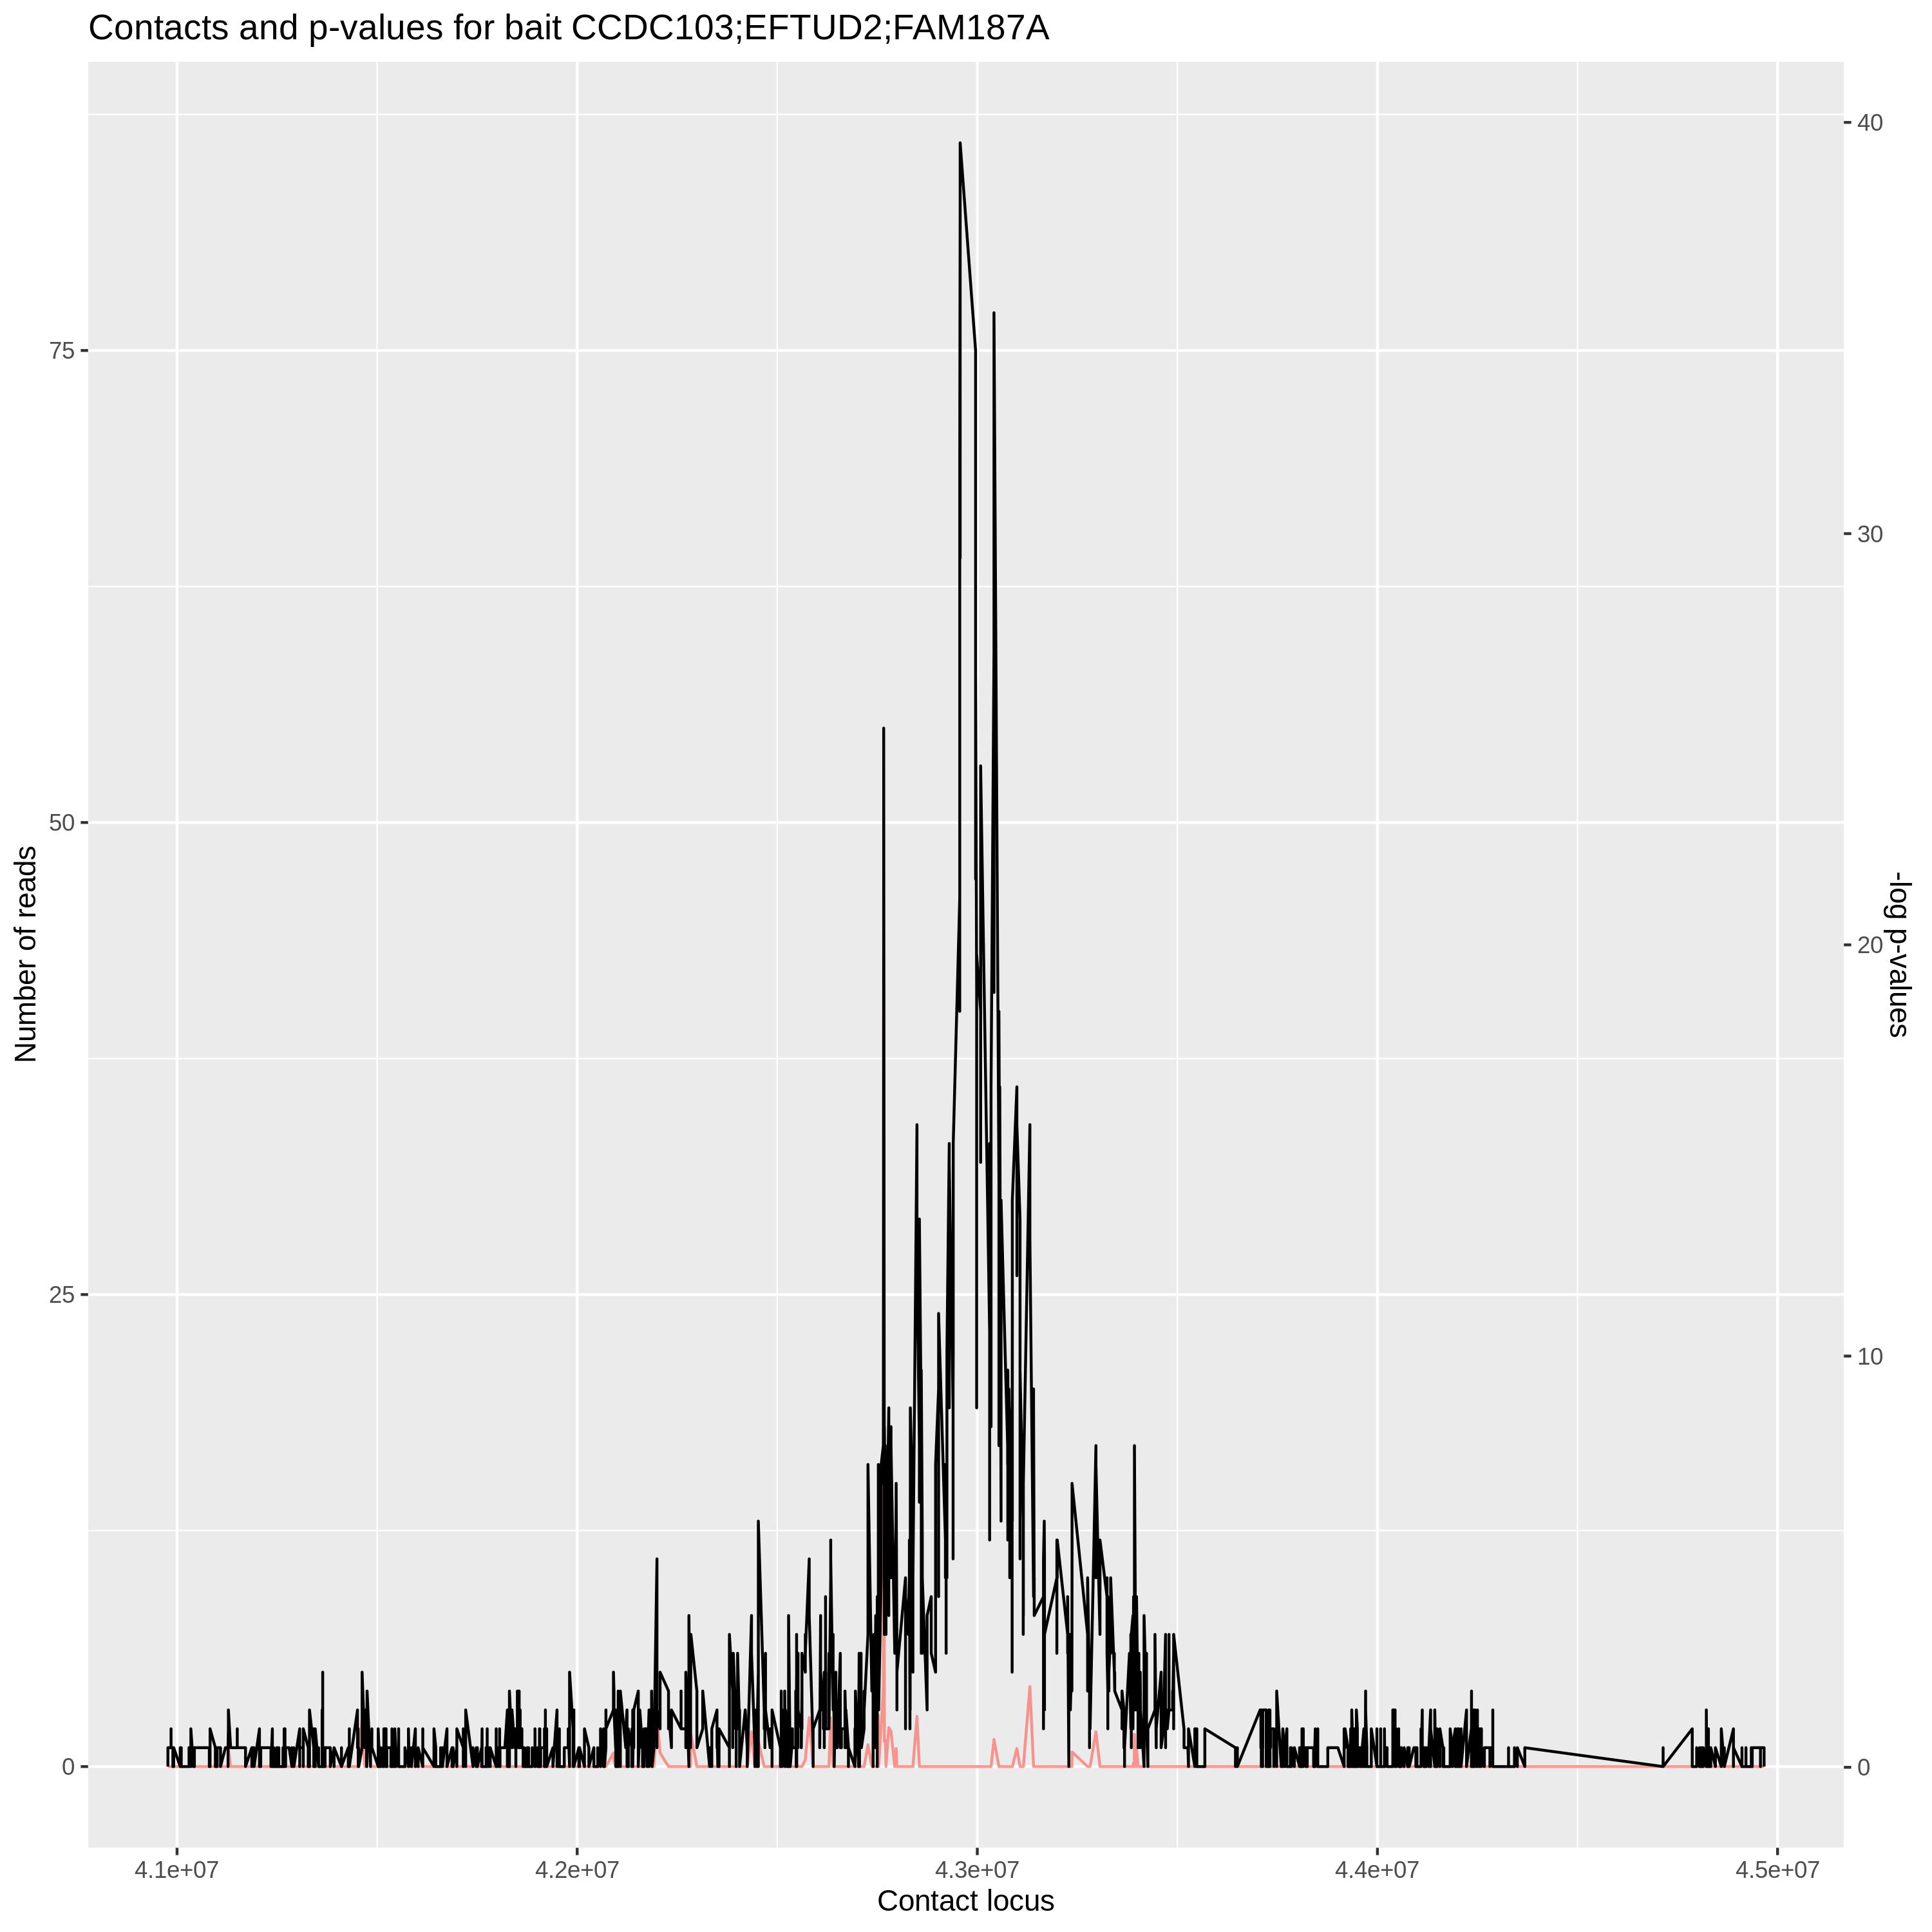 Contacts and p-values for bait CCDC103;EFTUD2;FAM187A
40
75
30
50
Number of reads
-log p-values
20
25
10
0
0
4.1e+07
4.2e+07
4.3e+07
4.4e+07
4.5e+07
Contact locus